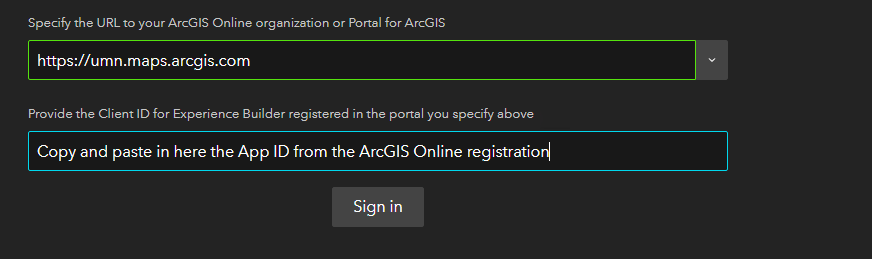 Specify the URL to your ArcGIS Online organization or Portal for ArcGIS
https://umn.maps.arcgis.com
Provide the Client ID for Experience Builder registered in the portal you specify above
Copy and paste in here the App ID from the ArcGIS Online registration
Sign in